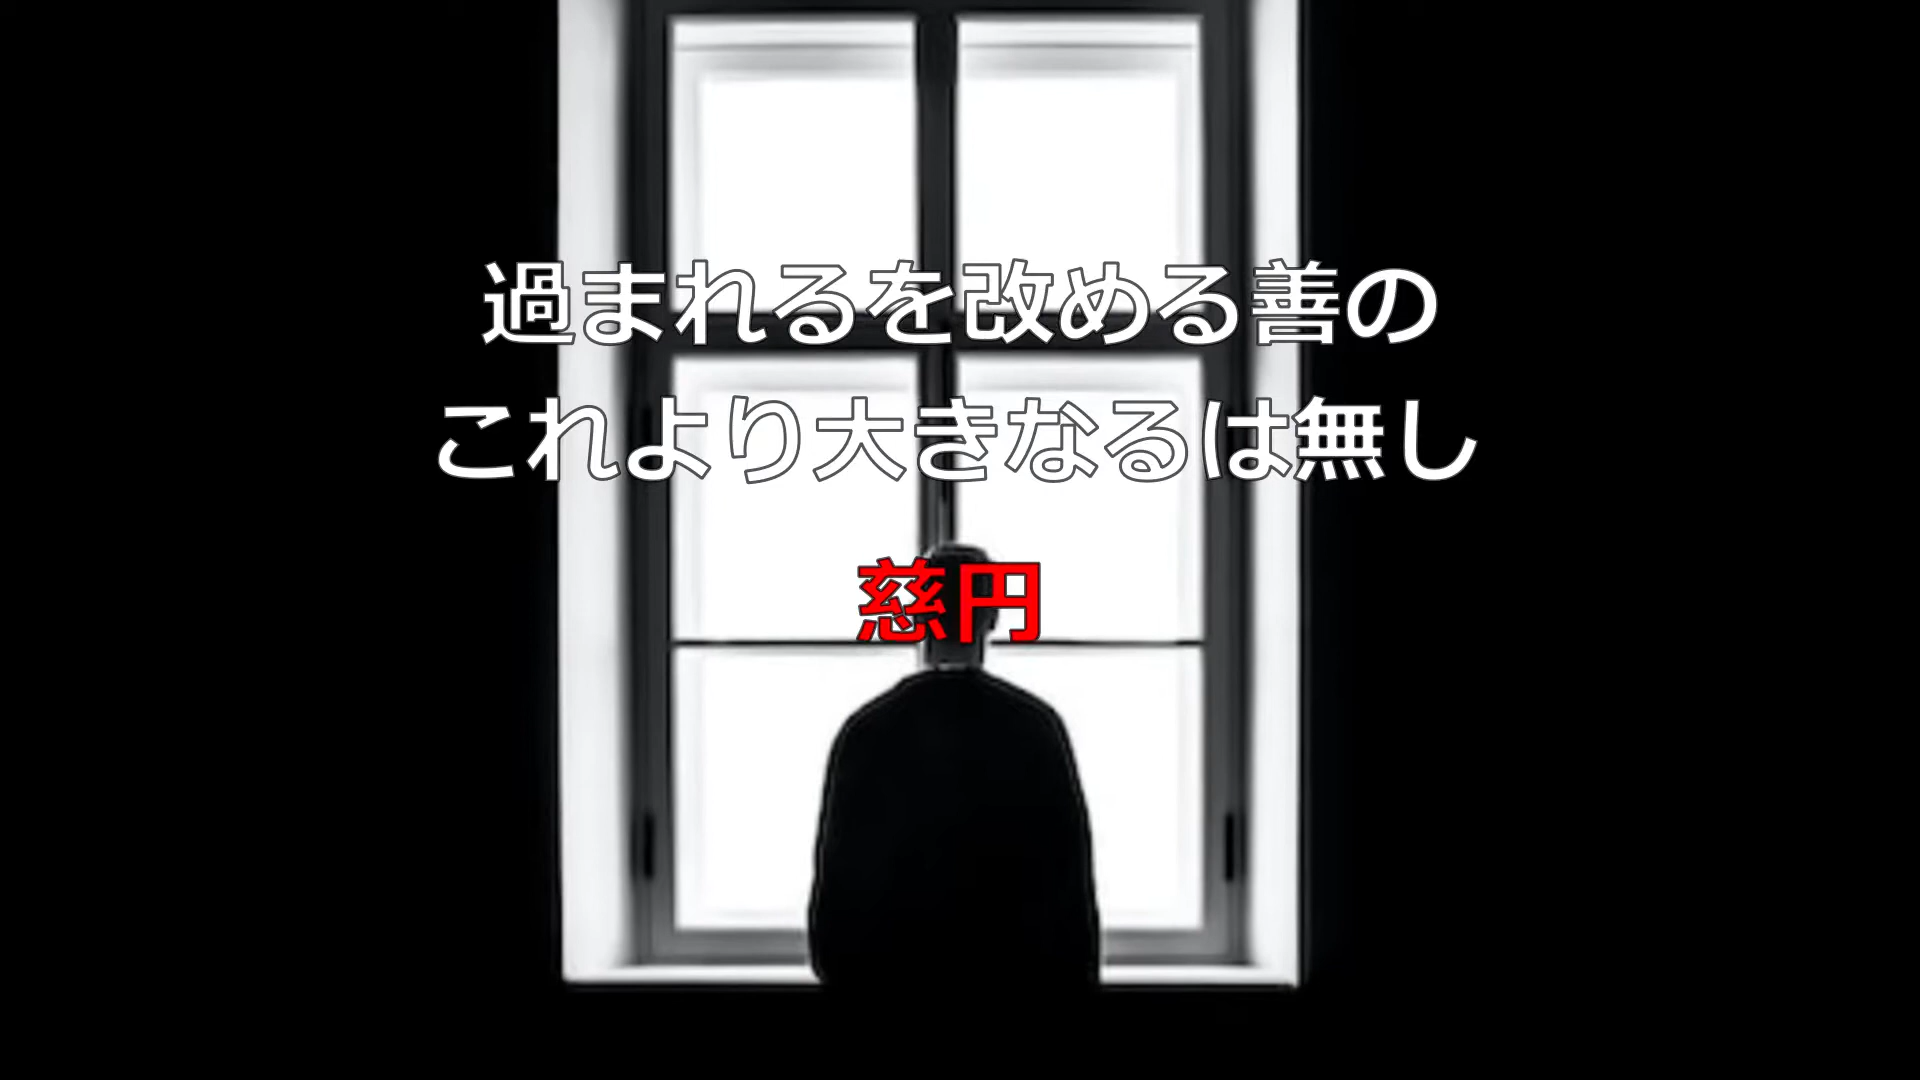 過まれるを改める善の
これより大きなるは無し
慈円